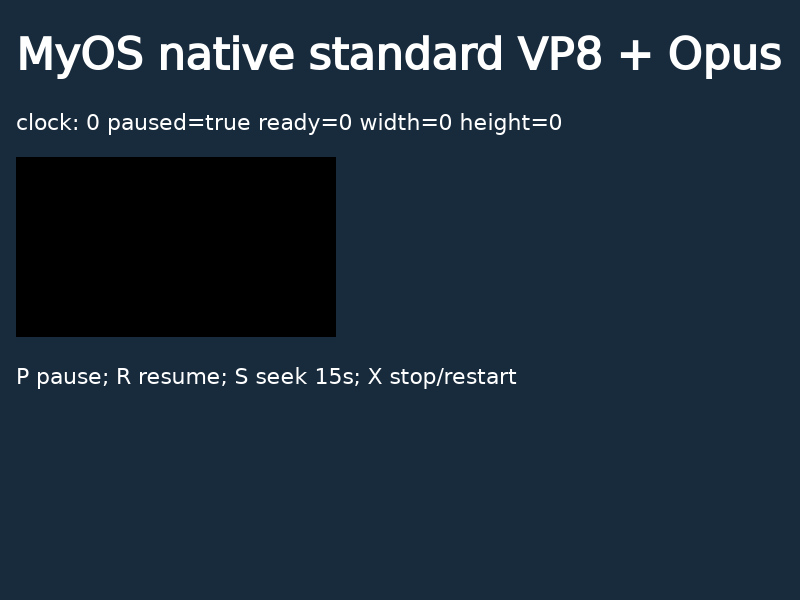 MyOS native standard VP8 + Opus
clock: 0 paused=true ready=0 width=0 height=0
P pause; R resume; S seek 15s; X stop/restart